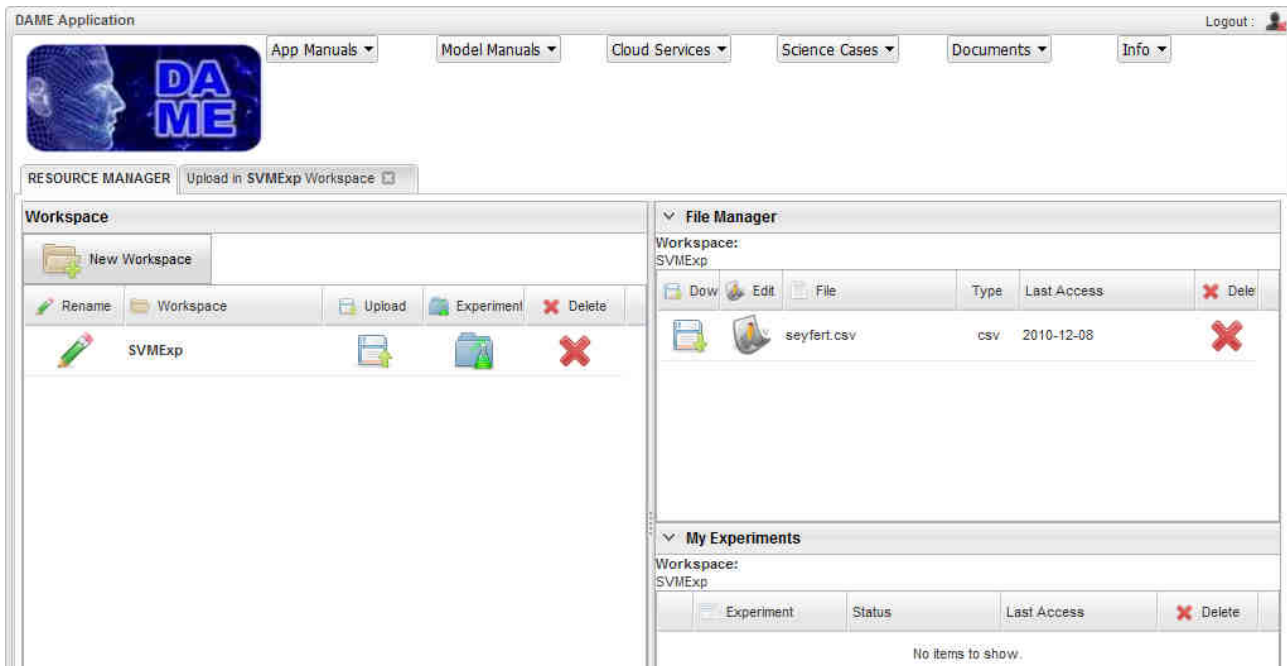 DAME Application
Logout :
App Manuals Model Manuals Cloud Services Science Cases Documents Info
DA
ME
RESOURCE MANAGER Upload in SVMExp Workspace
Workspace
New Workspace
Rename Workspace Upload Experiment Delete
SVMExp
File Manager
Workspace:
SVMExp
Dow Edit File Type Last Access Dele
seyfert.csv csv 2010-12-08
My Experiments
Workspace:
SVMExp
Experiment Status Last Access Delete
No items to show.